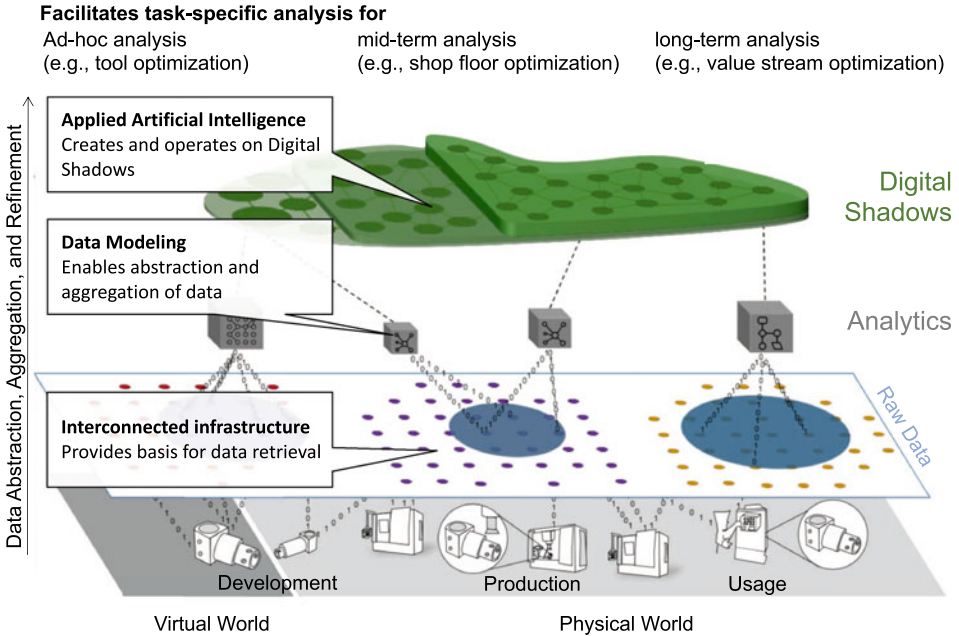 Facilitates task-specific analysis for
Ad-hoc analysis
(e.g., tool optimization)
mid-term analysis
(e.g., shop floor optimization)
long-term analysis
(e.g., value stream optimization)
Data Abstraction, Aggregation, and Refinement
Applied Artificial Intelligence
Creates and operates on Digital
Shadows
Digital
Shadows
Data Modeling
Enables abstraction and
aggregation of data
Analytics
Interconnected infrastructure
Provides basis for data retrieval
Raw Data
Development
Production
Usage
Virtual World
Physical World